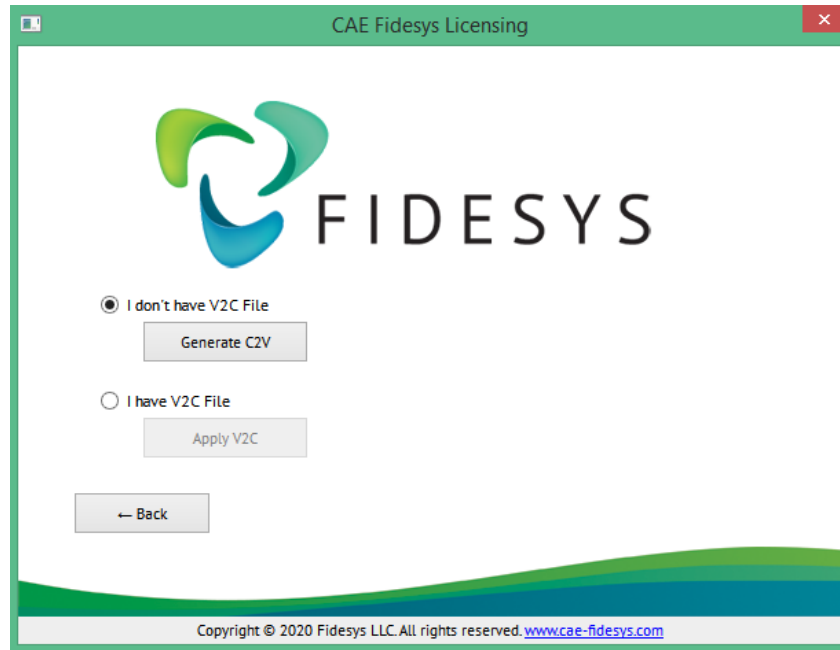 CAE Fidesys Licensing
FIDESYS
I don't have V2C File
Generate C2V
I have V2C File
Apply V2C
← Back
Copyright © 2020 Fidesys LLC. All rights reserved. www.cae-fidesys.com